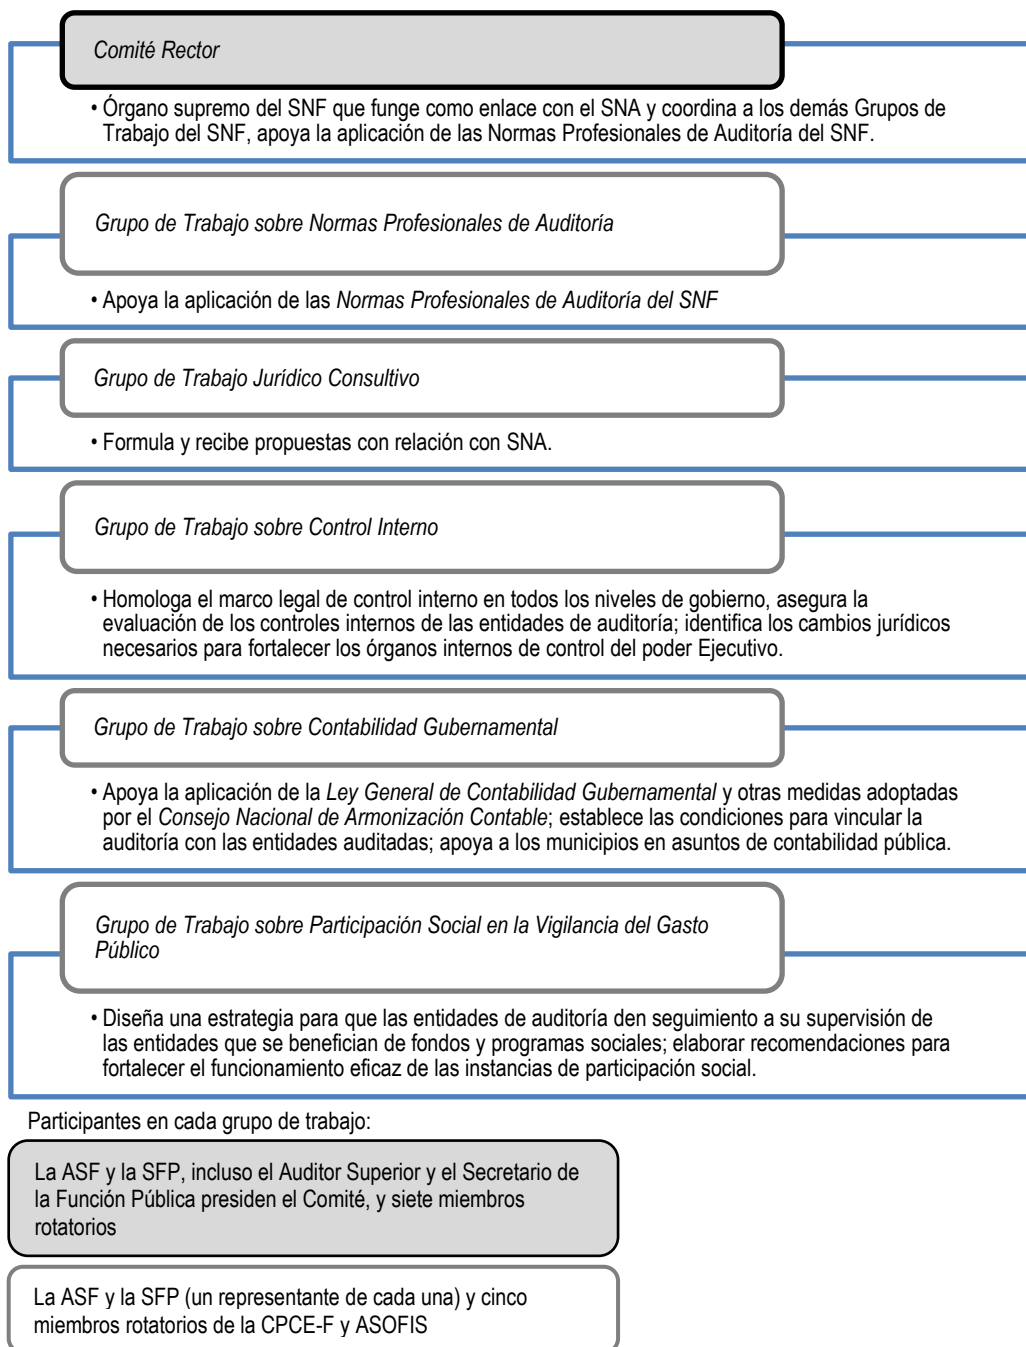 Comité Rector
• Órgano supremo del SNF que funge como enlace con el SNA y coordina a los demás Grupos de
Trabajo del SNF, apoya la aplicación de las Normas Profesionales de Auditoría del SNF.
Grupo de Trabajo sobre Normas Profesionales de Auditoría
• Apoya la aplicación de las Normas Profesionales de Auditoría del SNF
Grupo de Trabajo Jurídico Consultivo
• Formula y recibe propuestas con relación con SNA.
Grupo de Trabajo sobre Control Interno
• Homologa el marco legal de control interno en todos los niveles de gobierno, asegura la
evaluación de los controles internos de las entidades de auditoría; identifica los cambios jurídicos
necesarios para fortalecer los órganos internos de control del poder Ejecutivo.
Grupo de Trabajo sobre Contabilidad Gubernamental
• Apoya la aplicación de la Ley General de Contabilidad Gubernamental y otras medidas adoptadas
por el Consejo Nacional de Armonización Contable; establece las condiciones para vincular la
auditoría con las entidades auditadas; apoya a los municipios en asuntos de contabilidad pública.
Grupo de Trabajo sobre Participación Social en la Vigilancia del Gasto
Público
• Diseña una estrategia para que las entidades de auditoría den seguimiento a su supervisión de
las entidades que se benefician de fondos y programas sociales; elaborar recomendaciones para
fortalecer el funcionamiento eficaz de las instancias de participación social.
Participantes en cada grupo de trabajo:
La ASF y la SFP, incluso el Auditor Superior y el Secretario de
la Función Pública presiden el Comité, y siete miembros
rotatorios
La ASF y la SFP (un representante de cada una) y cinco
miembros rotatorios de la CPCE-F y ASOFIS